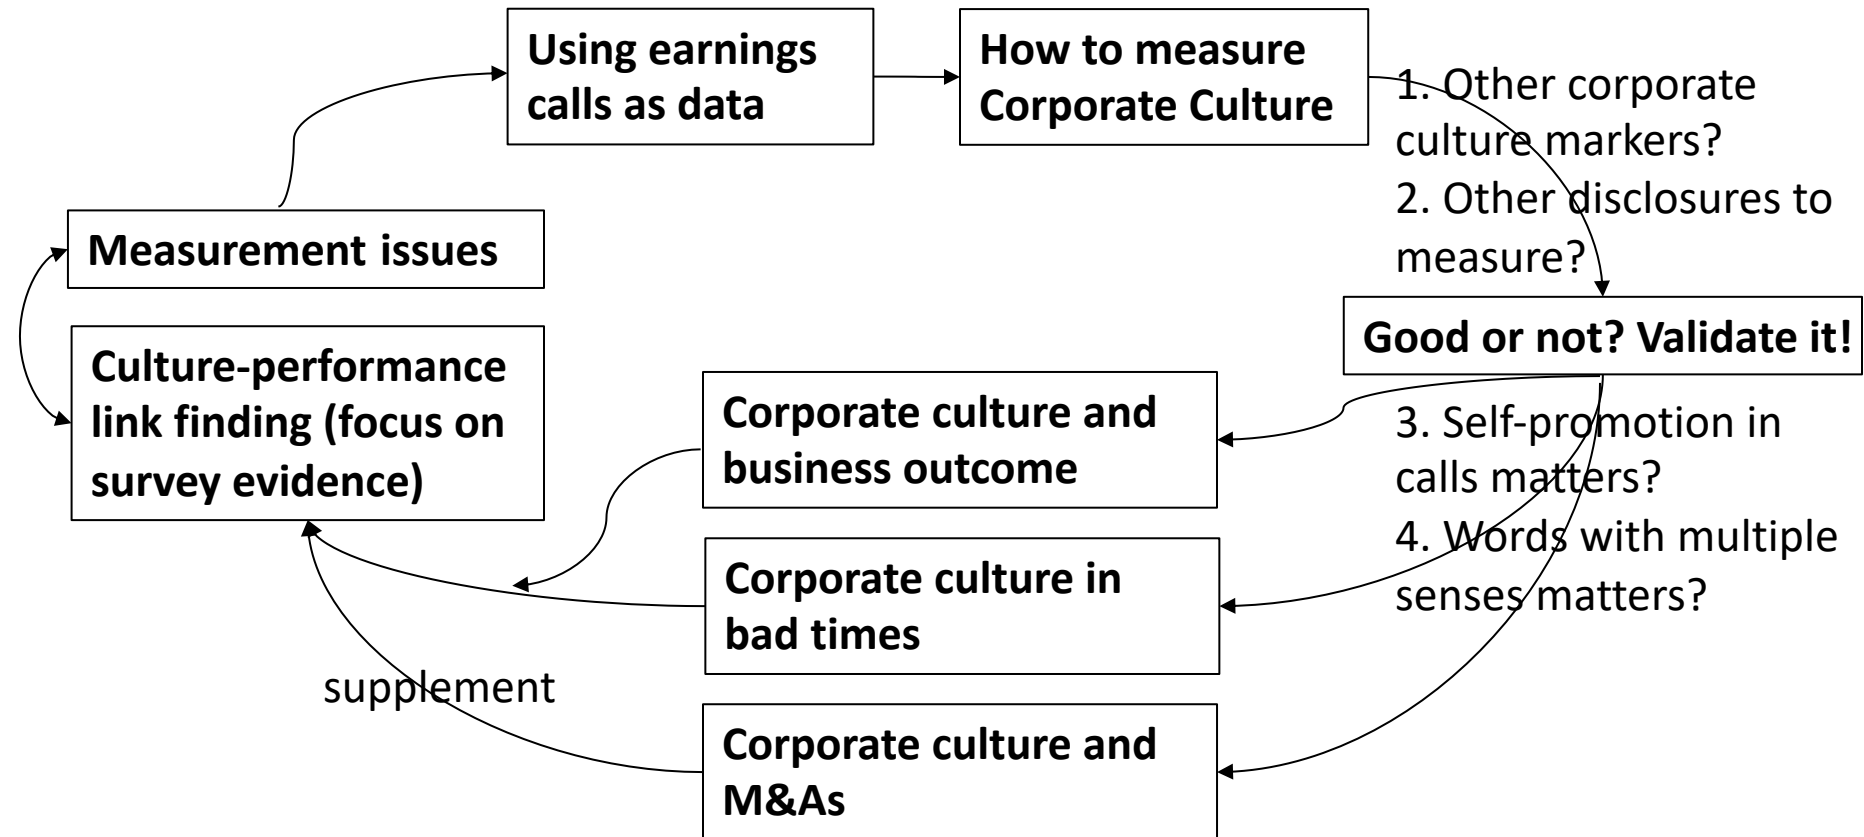 Using earnings
calls as data
How to measure
Corporate Culture
1. Other corporate
culture markers?
2. Other disclosures to
measure?
Measurement issues
Good or not? Validate it!
Culture-performance
link finding (focus on
survey evidence)
Corporate culture and
business outcome
3. Self-promotion in
calls matters?
4. Words with multiple
senses matters?
Corporate culture in
bad times
supplement
Corporate culture and
M&As